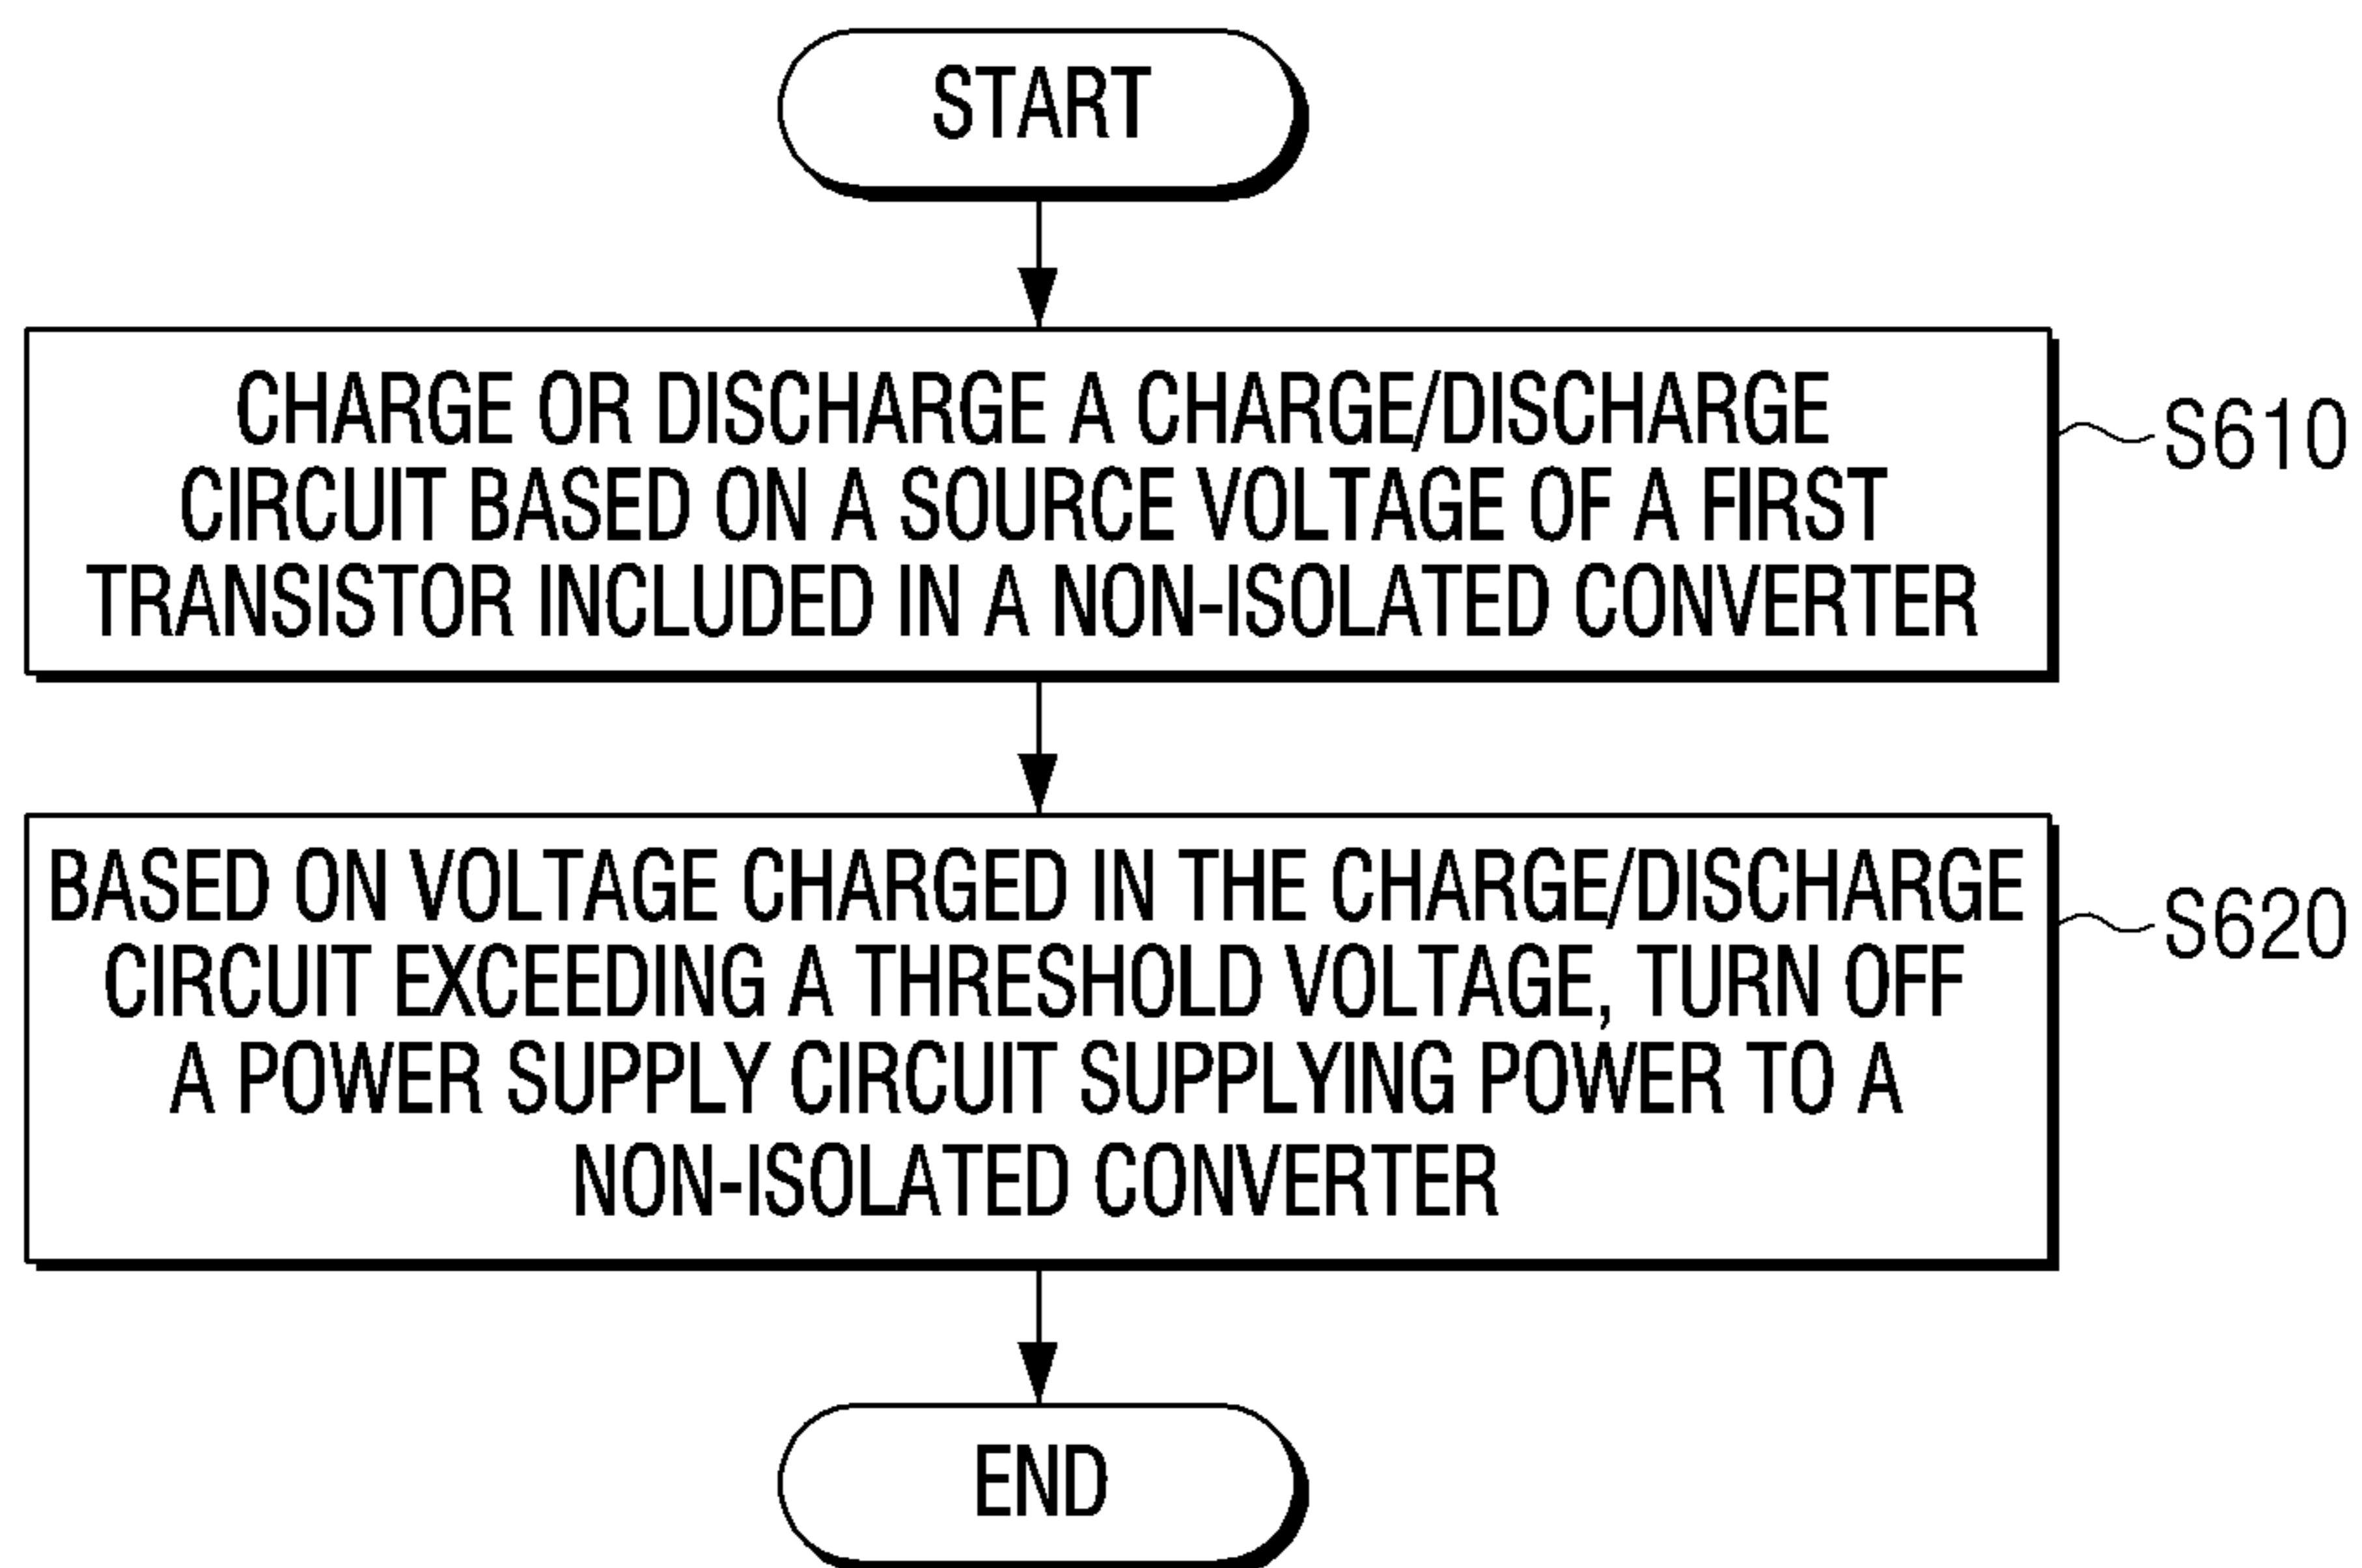 START
CHARGE OR DISCHARGE A CHARGE/DISCHARGE
CIRCUIT BASED ON A SOURCE VOLTAGE OF A FIRST
TRANSISTOR INCLUDED IN A NON-ISOLATED CONVERTER
S610
BASED ON VOLTAGE CHARGED IN THE CHARGE/DISCHARGE
CIRCUIT EXCEEDING A THRESHOLD VOLTAGE, TURN OFF
A POWER SUPPLY CIRCUIT SUPPLYING POWER TO A
NON-ISOLATED CONVERTER
S620
END